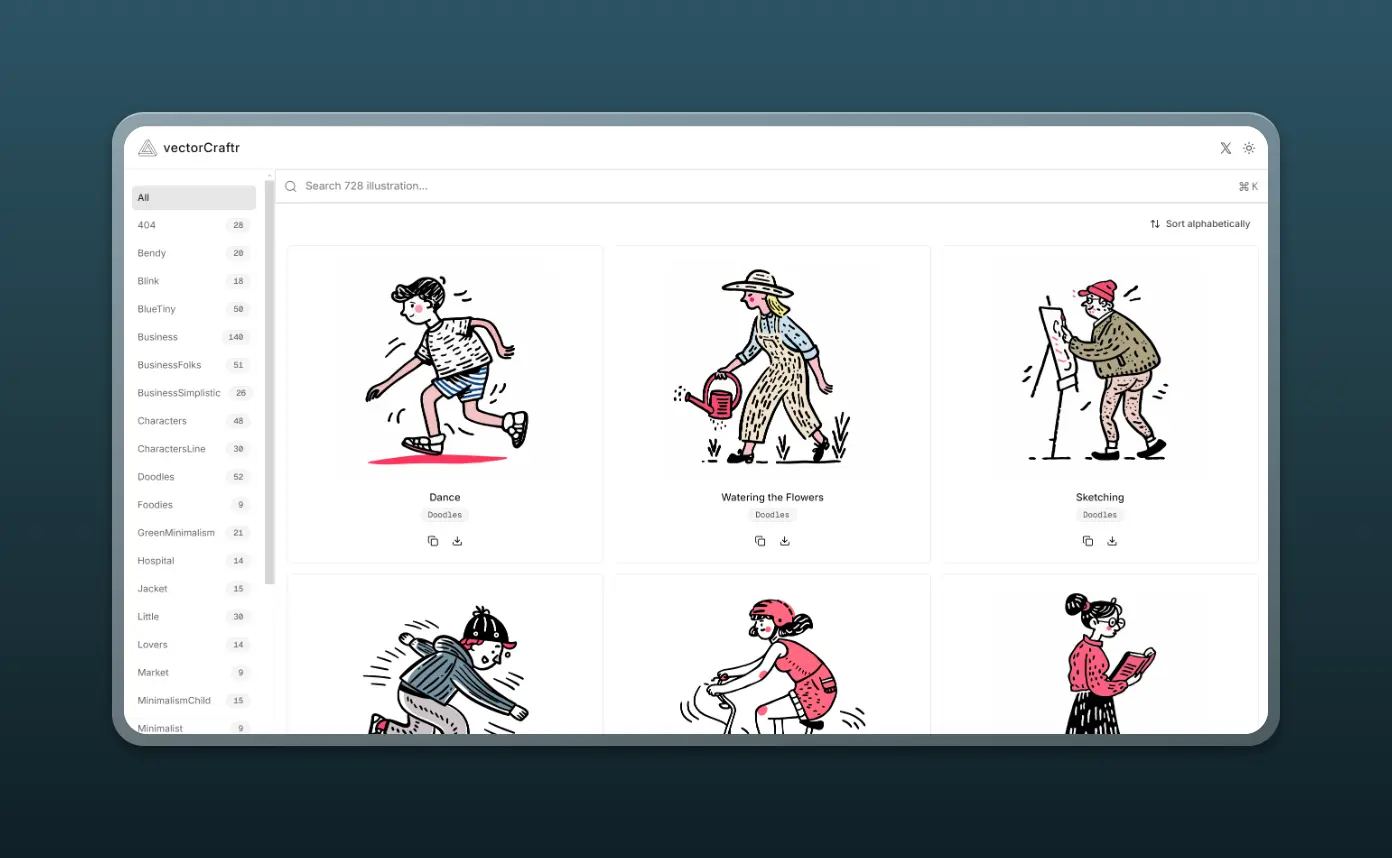 vectorCraftr
Search 728 illustration...
⌘ K
All
404 28
Bendy 20
Blink 18
BlueTiny 50
Business 140
BusinessFolks 51
BusinessSimplistic 26
Characters 48
CharactersLine 30
Doodles 52
Foodies 9
GreenMinimalism 21
Hospital 14
Jacket 15
Little 30
Lovers 14
Market 9
MinimalismChild 15
Minimalist 9
Sort alphabetically
Dance
Doodles
Watering the Flowers
Doodles
Sketching
Doodles